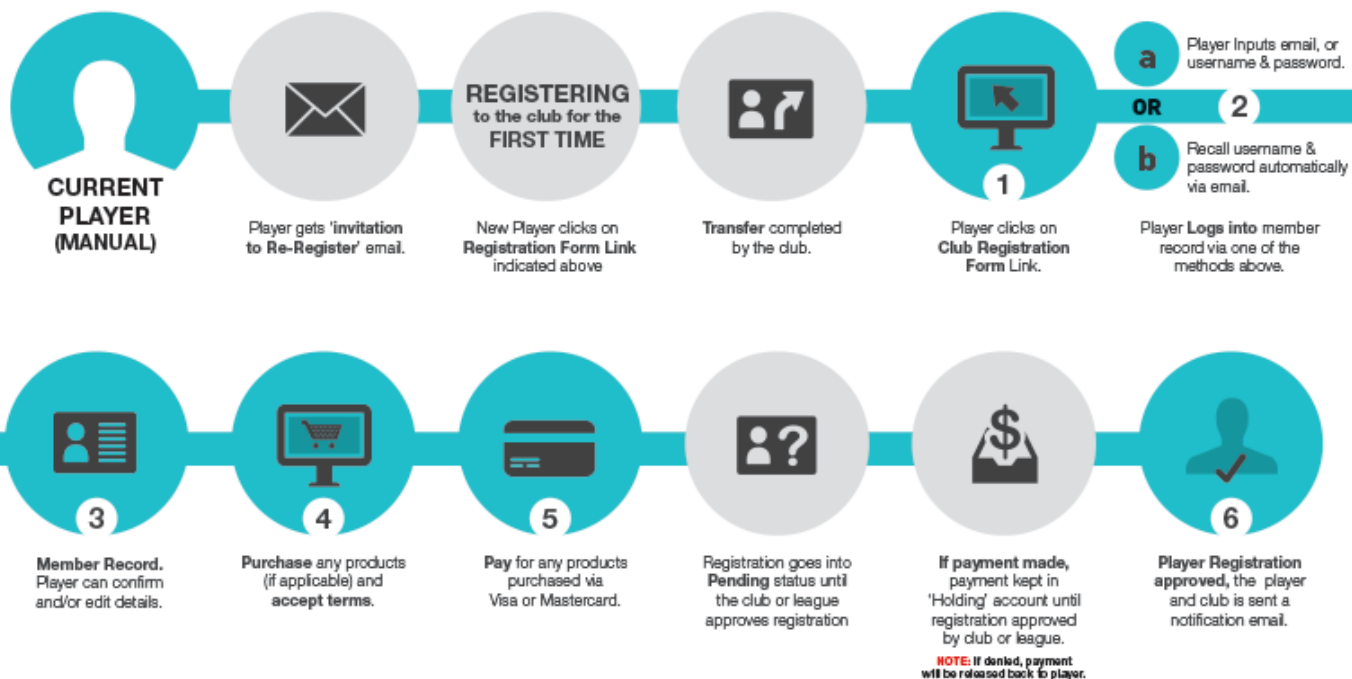 CURRENT
PLAYER
(MANUAL)
Player gets 'invitation
to Re-Register' email.
REGISTERING
to the club for the
FIRST TIME
New Player clicks on
Registration Form Link
indicated above
Transfer completed
by the club.
1
Player clicks on
Club Registration
Form Link.
a
Player Inputs email, or
username & password.
OR
2
b
Recall username &
password automatically
via email.
Player Logs into member
record via one of the
methods above.
3
Member Record.
Player can confirm
and/or edit details.
4
Purchase any products
(if applicable) and
accept terms.
5
Pay for any products
purchased via
Visa or Mastercard.
?
Registration goes into
Pending status until
the club or league
approves registration
$
If payment made,
payment kept in
'Holding' account until
registration approved
by club or league.
NOTE: If denied, payment
will be released back to player.
6
Player Registration
approved, the player
and club is sent a
notification email.